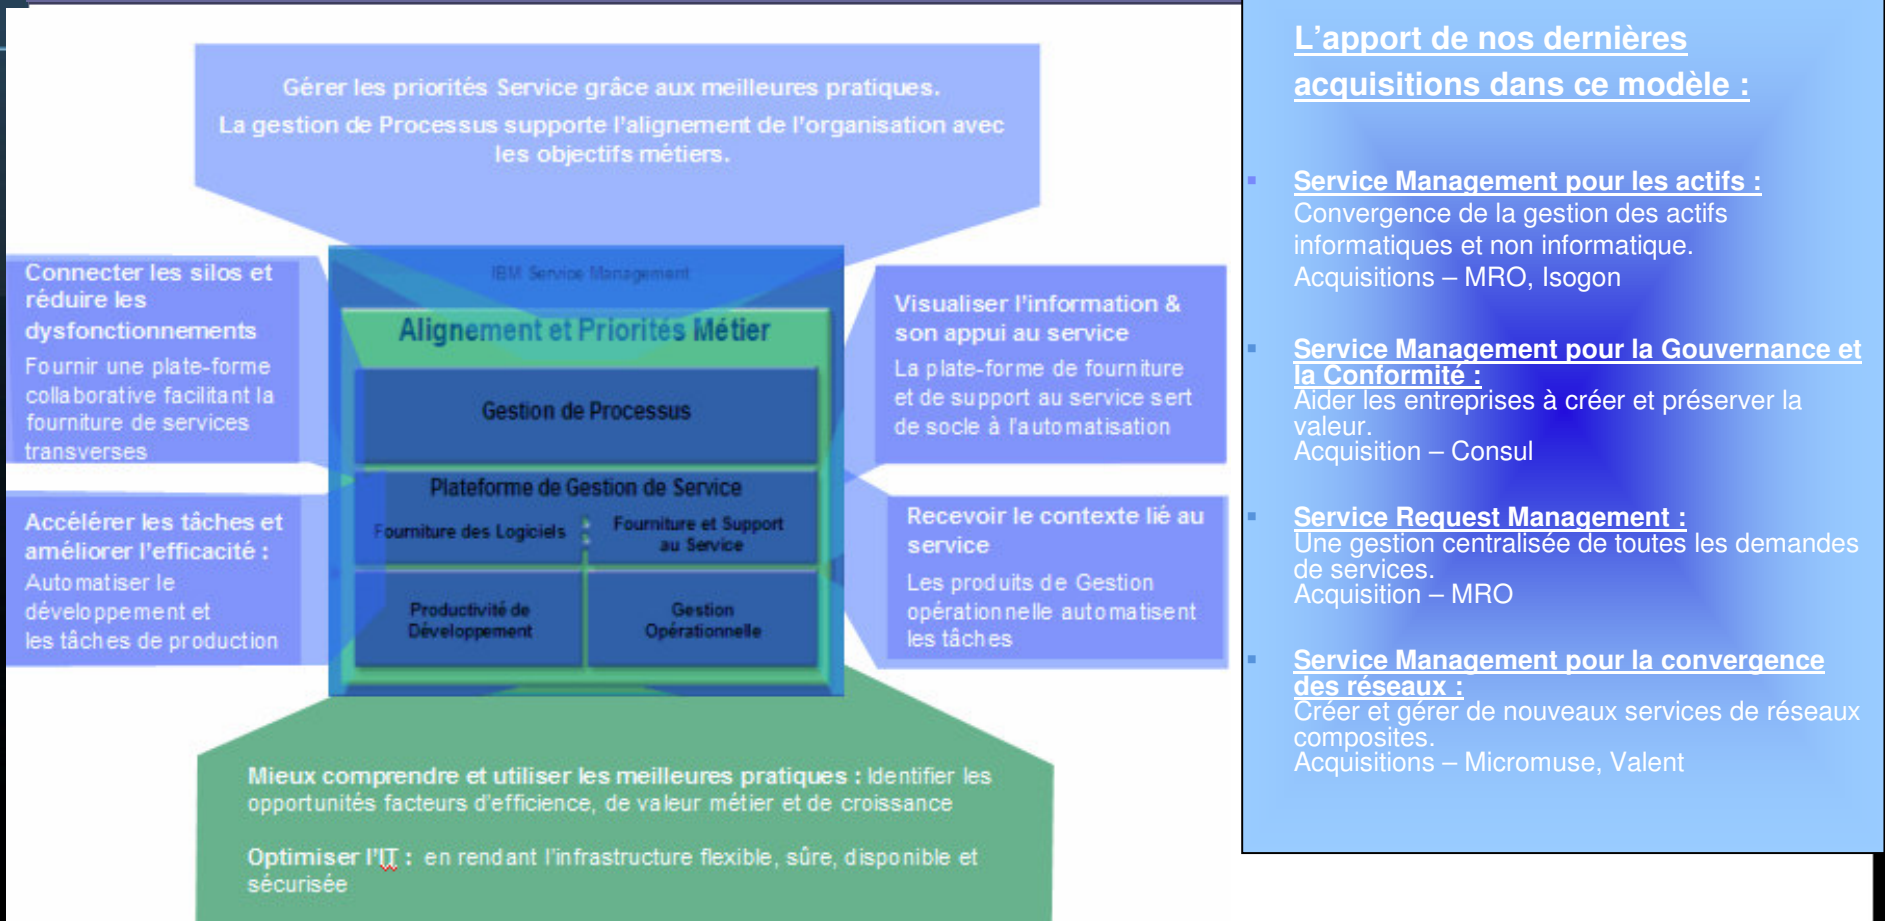 Gérer les priorités Service grâce aux meilleures pratiques.
La gestion de Processus supporte l'alignement de l'organisation avec
les objectifs métiers.
Connecter les silos et
réduire les
dysfonctionnements
Fournir une plate-forme
collaborative facilitant la
fourniture de services
transverses
Accélérer les tâches et
améliorer l'efficacité :
Automatiser le
développement et
les tâches de production
IBM Service Management
Alignement et Priorités Métier
Gestion de Processus
Plateforme de Gestion de Service
Fourniture des Logiciels
Fourniture et Support
au Service
Productivité de
Développement
Gestion
Opérationnelle
Visualiser l'information &
son appui au service
La plate-forme de fourniture
et de support au service sert
de socle à l'automatisation
Recevoir le contexte lié au
service
Les produits de Gestion
opérationnelle automatisent
les tâches
Mieux comprendre et utiliser les meilleures pratiques : Identifier les
opportunités facteurs d'efficience, de valeur métier et de croissance
Optimiser l'IT : en rendant l'infrastructure flexible, sûre, disponible et
sécurisée
L'apport de nos dernières
acquisitions dans ce modèle :
▪ Service Management pour les actifs :
Convergence de la gestion des actifs
informatiques et non informatique.
Acquisitions – MRO, Isogon
▪ Service Management pour la Gouvernance et
la Conformité :
Aider les entreprises à créer et préserver la
valeur.
Acquisition – Consul
▪ Service Request Management :
Une gestion centralisée de toutes les demandes
de services.
Acquisition – MRO
▪ Service Management pour la convergence
des réseaux :
Créer et gérer de nouveaux services de réseaux
composites.
Acquisitions – Micromuse, Valent